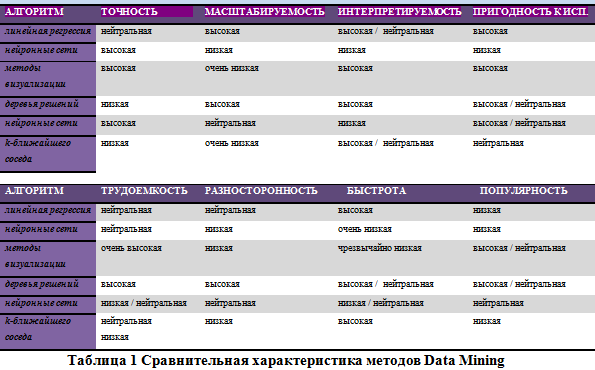 АЛГОРИТМ ТОЧНОСТЬ МАСШТАБИРУЕМОСТЬ ИНТЕРПРЕТИРУЕМОСТЬ ПРИГОДНОСТЬ К ИСП.
линейная регрессия нейтральная высокая высокая / нейтральная высокая
нейронные сети высокая низкая низкая низкая
методы высокая очень низкая высокая высокая
визуализации
деревья решений низкая высокая высокая высокая / нейтральная
нейронные сети высокая нейтральная низкая высокая / нейтральная
k-ближайшего низкая очень низкая высокая / нейтральная нейтральная
соседа
АЛГОРИТМ ТРУДОЕМКОСТЬ РАЗНОСТОРОННОСТЬ БЫСТРОТА ПОПУЛЯРНОСТЬ
линейная регрессия нейтральная нейтральная высокая низкая
нейронные сети нейтральная низкая очень низкая низкая
методы очень высокая низкая чрезвычайно низкая высокая / нейтральная
визуализации
деревья решений высокая высокая высокая / нейтральная высокая / нейтральная
нейронные сети низкая / нейтральная нейтральная низкая / нейтральная нейтральная
k-ближайшего нейтральная низкая высокая низкая
соседа низкая
Таблица 1 Сравнительная характеристика методов Data Mining